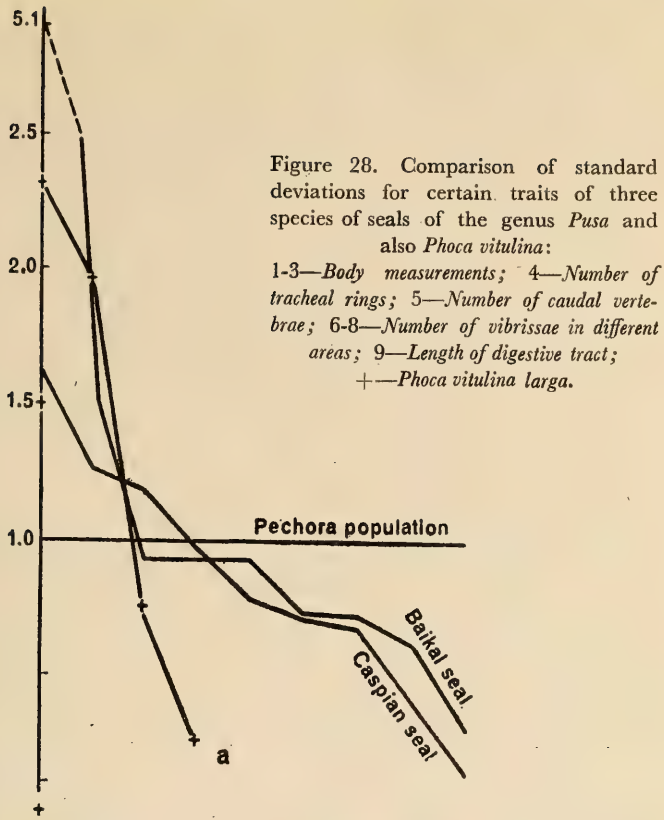 5.1
2.5
2.0
1.5
1.0
Figure 28. Comparison of standard
deviations for certain traits of three
species of seals of the genus Pusa and
also Phoca vitulina:
1-3—Body measurements; 4—Number of
tracheal rings; 5—Number of caudal verte-
brae; 6-8—Number of vibrissae in different
areas; 9—Length of digestive tract;
+—Phoca vitulina larga.
Pechora population
Baikal seal
Caspian seal
a